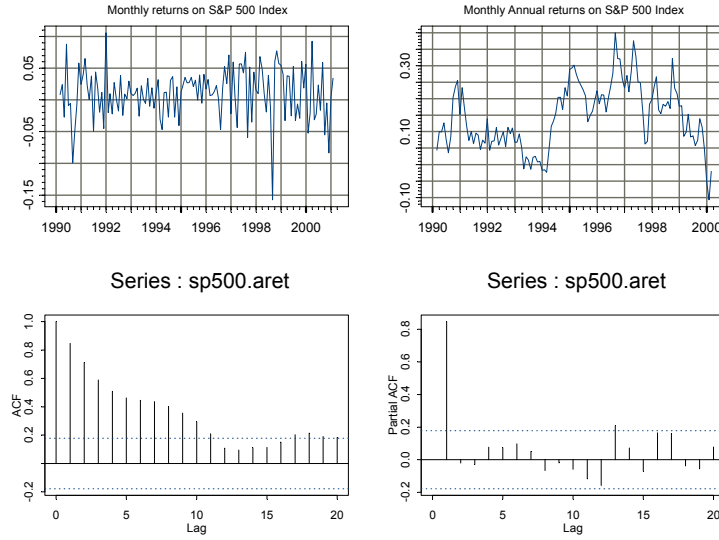 Monthly returns on S&P 500 Index
0.05
-0.05
-0.15
1990 1992 1994 1996 1998 2000
Monthly Annual returns on S&P 500 Index
0.30
0.10
-0.10
1990 1992 1994 1996 1998 2000
Series : sp500.aret
ACF
1.0
0.8
0.6
0.4
0.2
-0.2
0 5 10 15 20
Lag
Series : sp500.aret
Partial ACF
0.8
0.6
0.4
0.2
0.0
-0.2
0 5 10 15 20
Lag